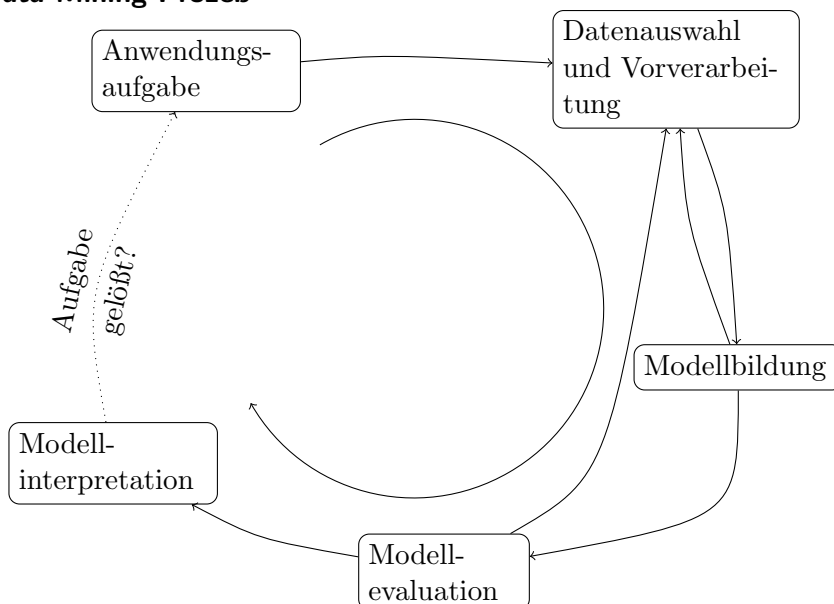 Anwendungs-
aufgabe
Datenauswahl
und Vorverarbei-
tung
Aufgabe
gelößt?
Modellbildung
Modell-
interpretation
Modell-
evaluation